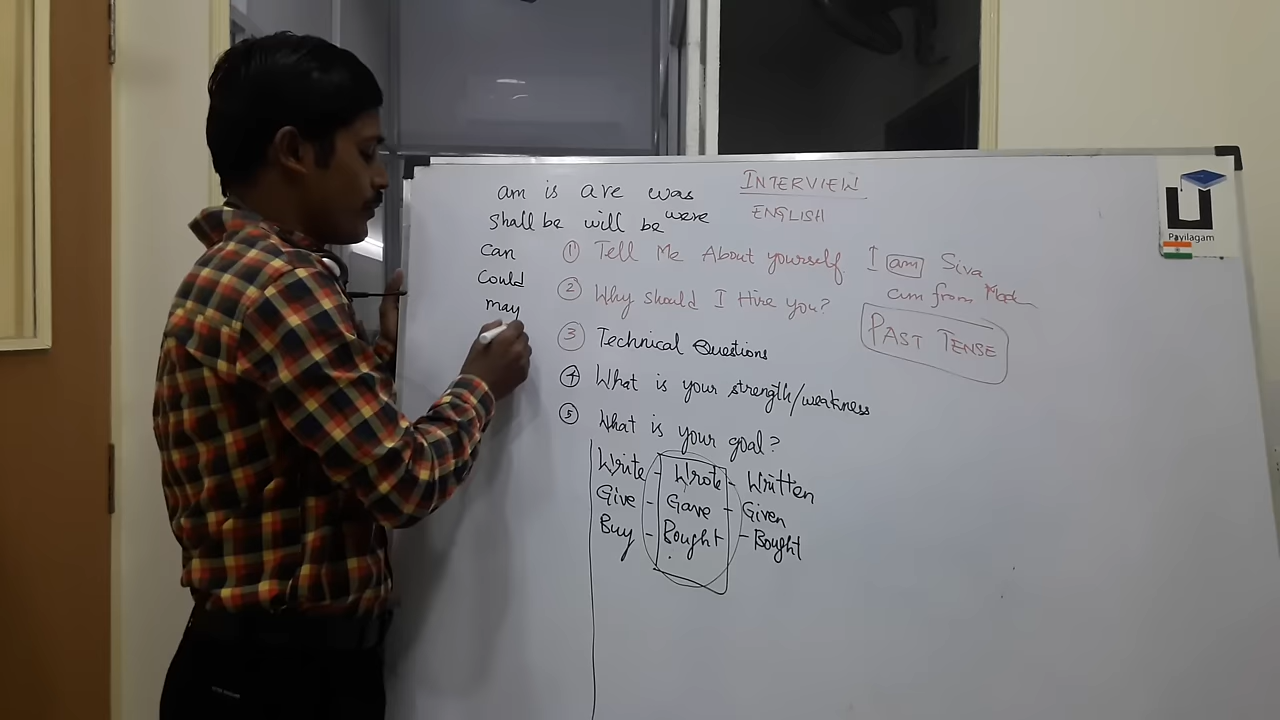 am is are was
shall be will be were
INTERVIEW
ENGLISH
can
could
may
① Tell Me About yourself
I am Siva
am from
② Why should I Hire you?
PAST TENSE
③ Technical Questions
④ What is your strength/weakness
⑤ What is your goal?
Write - Wrote - Written
Give - Gave - Given
Buy - Bought - Bought
Payilagam